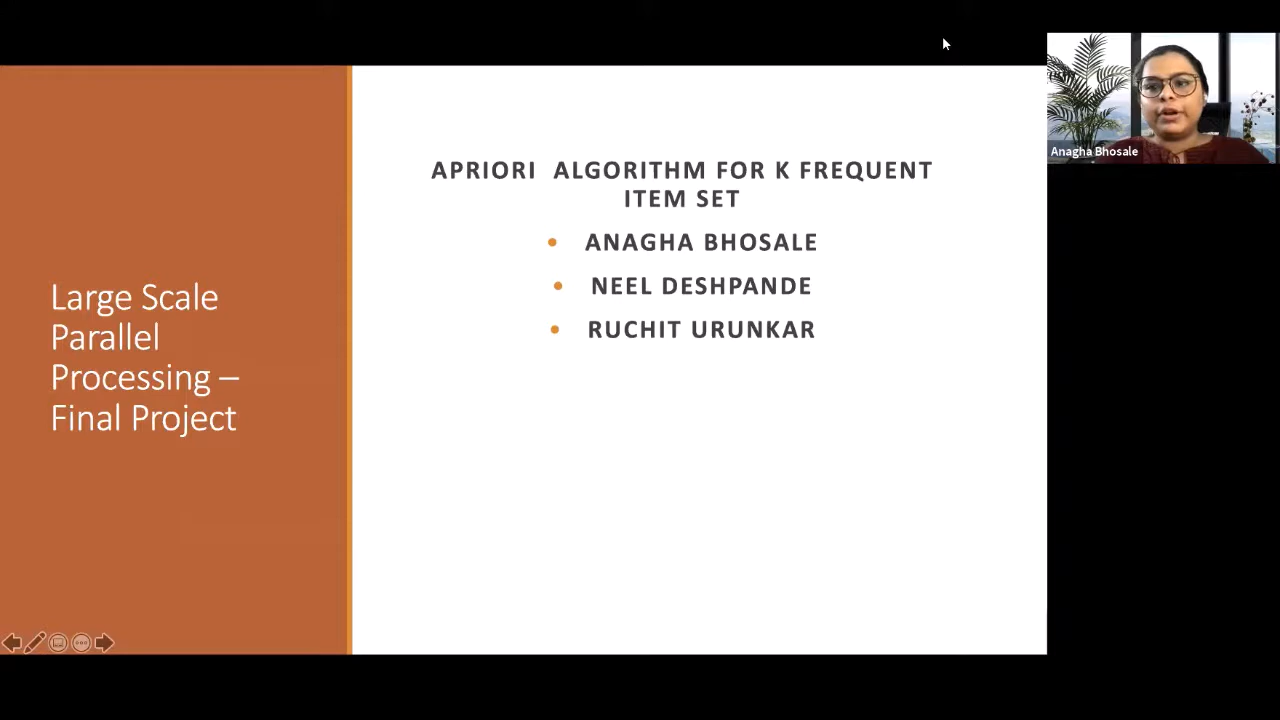 Large Scale
Parallel
Processing –
Final Project
APRIORI ALGORITHM FOR K FREQUENT
ITEM SET
• ANAGHA BHOSALE
• NEEL DESHPANDE
• RUCHIT URUNKAR
Anagha Bhosale